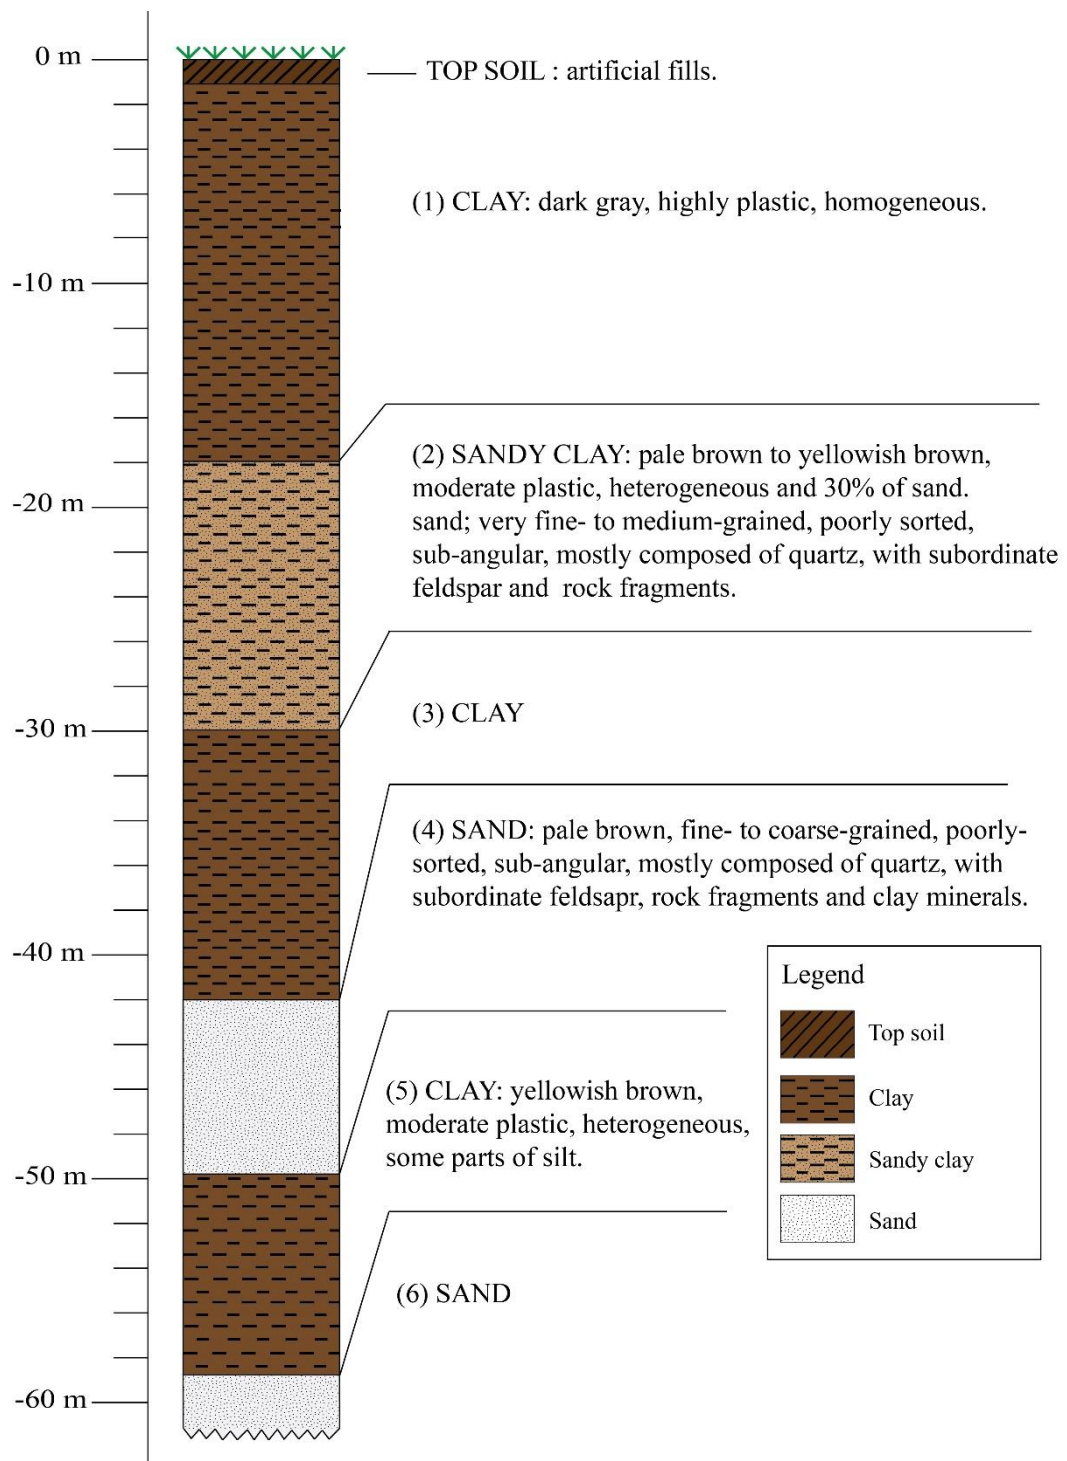 0 m
TOP SOIL : artificial fills.
(1) CLAY: dark gray, highly plastic, homogeneous.
-10 m
(2) SANDY CLAY: pale brown to yellowish brown,
moderate plastic, heterogeneous and 30% of sand.
sand; very fine- to medium-grained, poorly sorted,
sub-angular, mostly composed of quartz, with subordinate
feldspar and rock fragments.
-20 m
(3) CLAY
-30 m
(4) SAND: pale brown, fine- to coarse-grained, poorly-
sorted, sub-angular, mostly composed of quartz, with
subordinate feldsapr, rock fragments and clay minerals.
-40 m
(5) CLAY: yellowish brown,
moderate plastic, heterogeneous,
some parts of silt.
-50 m
(6) SAND
-60 m
Legend
Top soil
Clay
Sandy clay
Sand